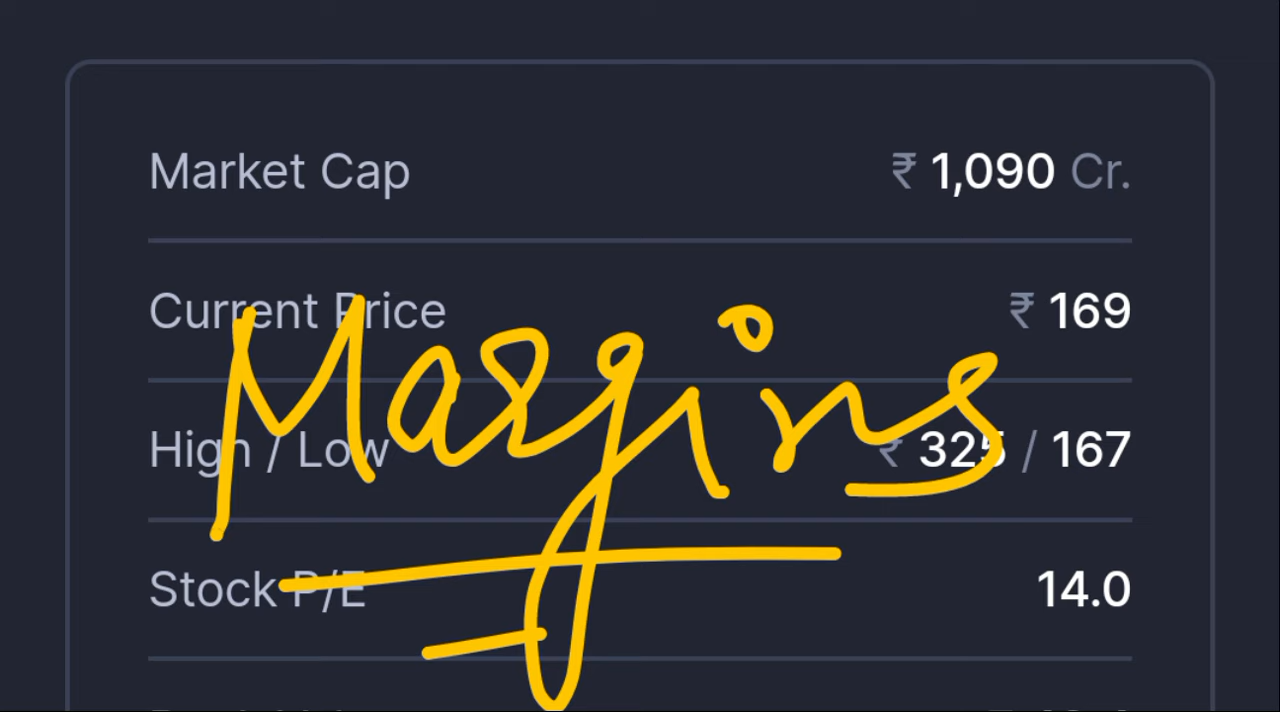 Market Cap ₹ 1,090 Cr.
Current Price ₹ 169
Margins
High / Low ₹ 325 / 167
Stock P/E 14.0